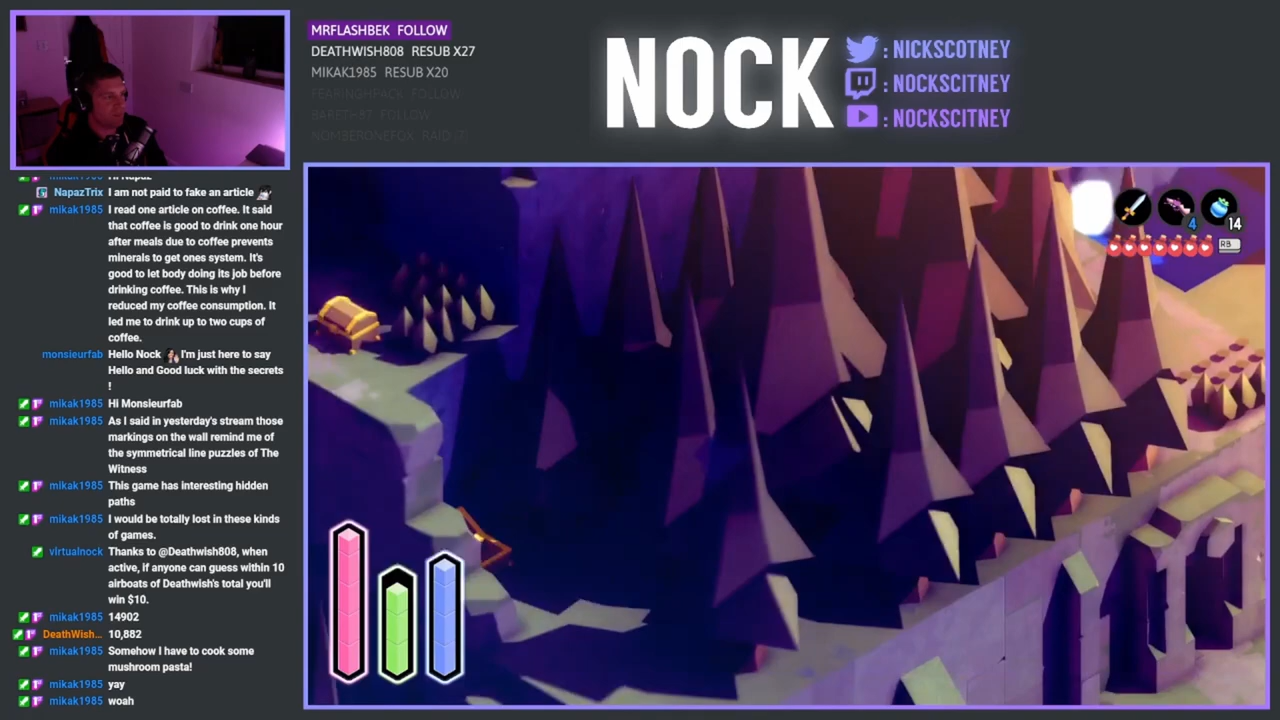 MRFLASHBEK FOLLOW
DEATHWISH808 RESUB X27
MIKAK1985 RESUB X20
FEARINGHPACK FOLLOW
NOMBERONEFOX RAID
NOCK
: NICKSCOTNEY
: NOCKSCITNEY
: NOCKSCITNEY
NapazTrix I am not paid to fake an article
mikak1985 I read one article on coffee. It said
that coffee is good to drink one hour
after meals due to coffee prevents
minerals to get ones system. It's
good to let body doing its job before
drinking coffee. This is why I
reduced my coffee consumption. It
led me to drink up to two cups of
coffee.
monsieurfab Hello Nock I'm just here to say
Hello and Good luck with the secrets
!
mikak1985 Hi Monsieurfab
mikak1985 As I said in yesterday's stream those
markings on the wall remind me of
the symmetrical line puzzles of The
Witness
mikak1985 This game has interesting hidden
paths
mikak1985 I would be totally lost in these kinds
of games.
v1rtualnock Thanks to @Deathwish808, when
active, if anyone can guess within 10
airboats of Deathwish's total you'll
win $10.
mikak1985 14902
DeathWish... 10,882
mikak1985 Somehow I have to cook some
mushroom pasta!
mikak1985 yay
mikak1985 woah
4
14
RB